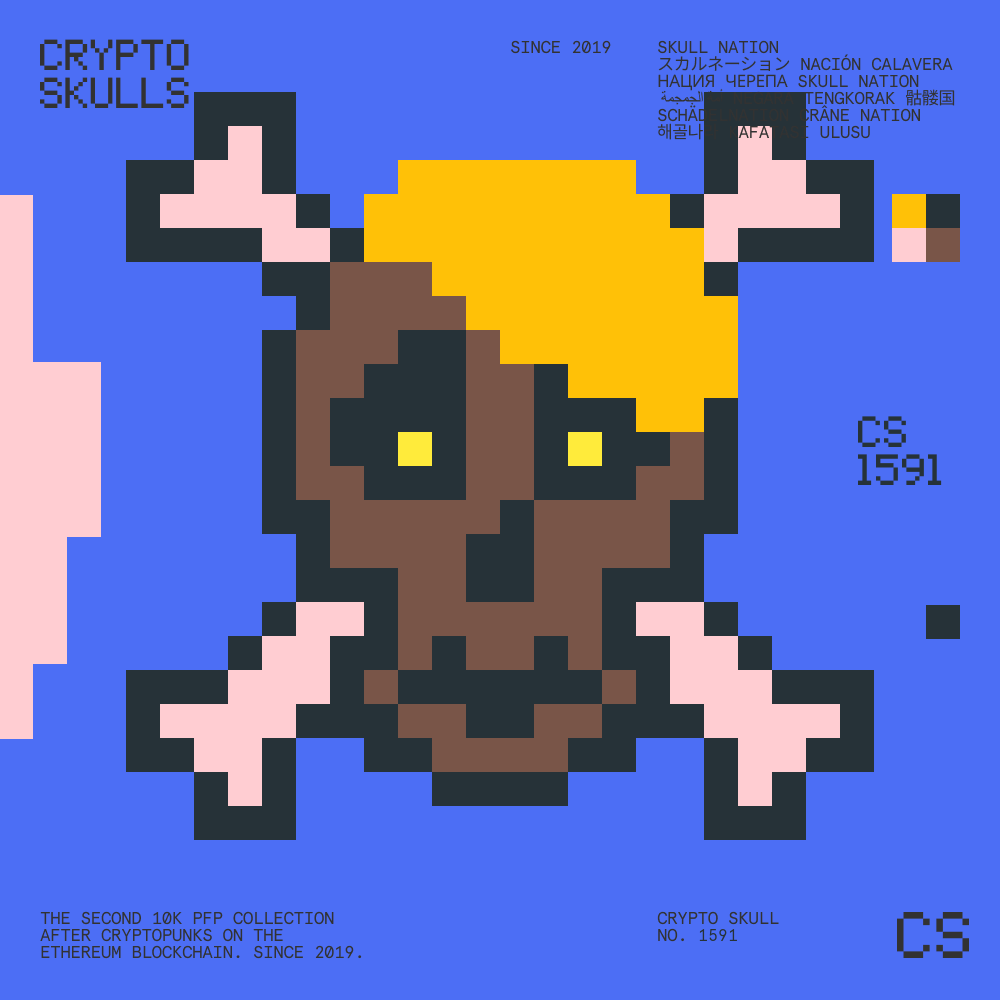 CRYPTO
SKULLS
SINCE 2019
SKULL NATION
スカルネーション NACIÓN CALAVERA
НАЦИЯ ЧЕРЕПА SKULL NATION
الجمجمة TENGKORAK 骷髅国
CRÂNE NATION
해골나 ULUSU
CS
1591
THE SECOND 10K PFP COLLECTION
AFTER CRYPTOPUNKS ON THE
ETHEREUM BLOCKCHAIN. SINCE 2019.
CRYPTO SKULL
NO. 1591
CS